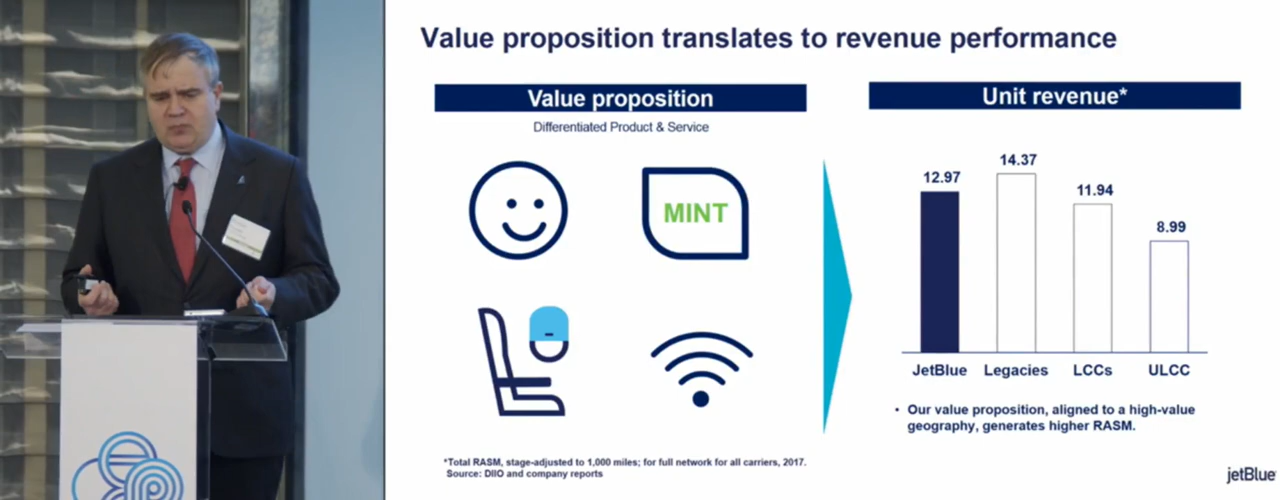 Value proposition translates to revenue performance
Value proposition
Differentiated Product & Service
MINT
Unit revenue*
12.97
14.37
11.94
8.99
JetBlue
Legacies
LCCs
ULCC
• Our value proposition, aligned to a high-value
geography, generates higher RASM.
*Total RASM, stage-adjusted to 1,000 miles; for full network for all carriers, 2017.
Source: DIIO and company reports
jetBlue